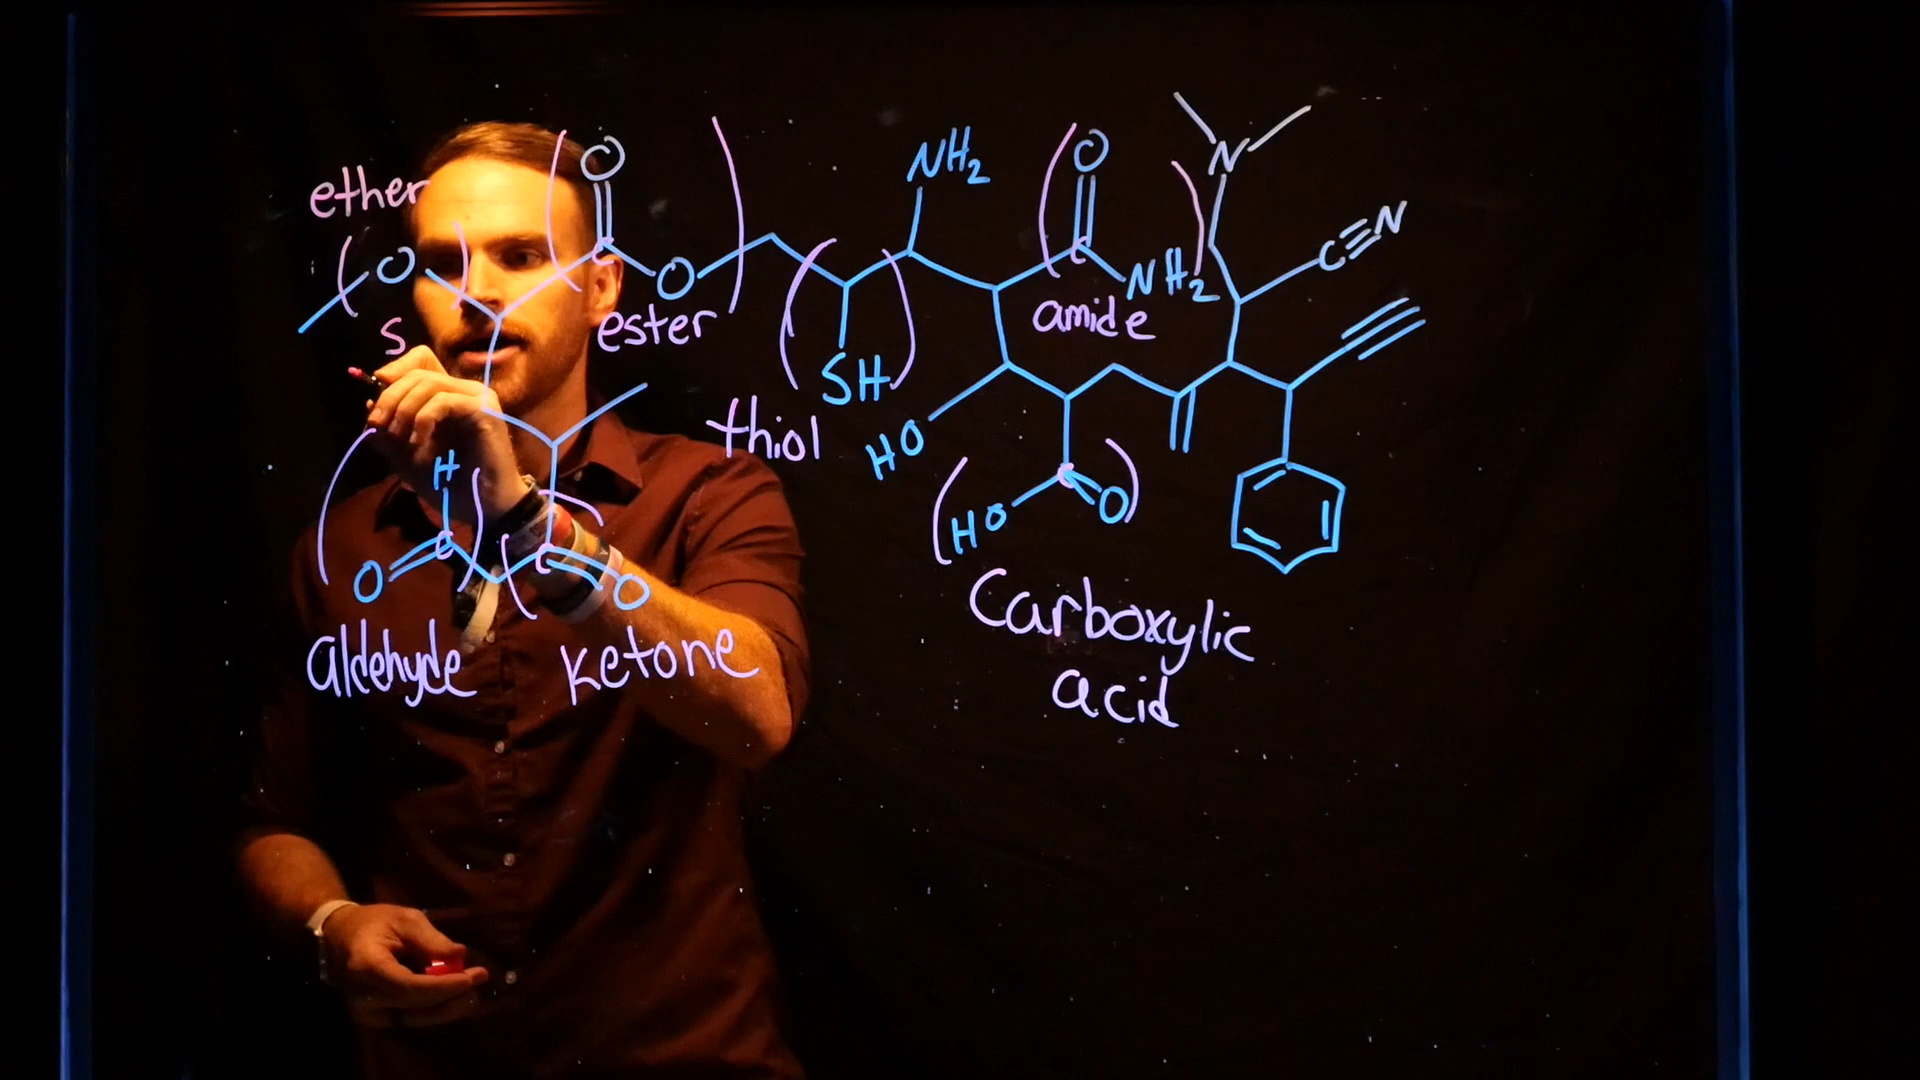 ether
O
S
O
C
O
ester
SH
thiol
NH2
O
C
NH2
amide
N
C≡N
HO
HO
C
O
Carboxylic
acid
H
C
O
aldehyde
C
O
Ketone